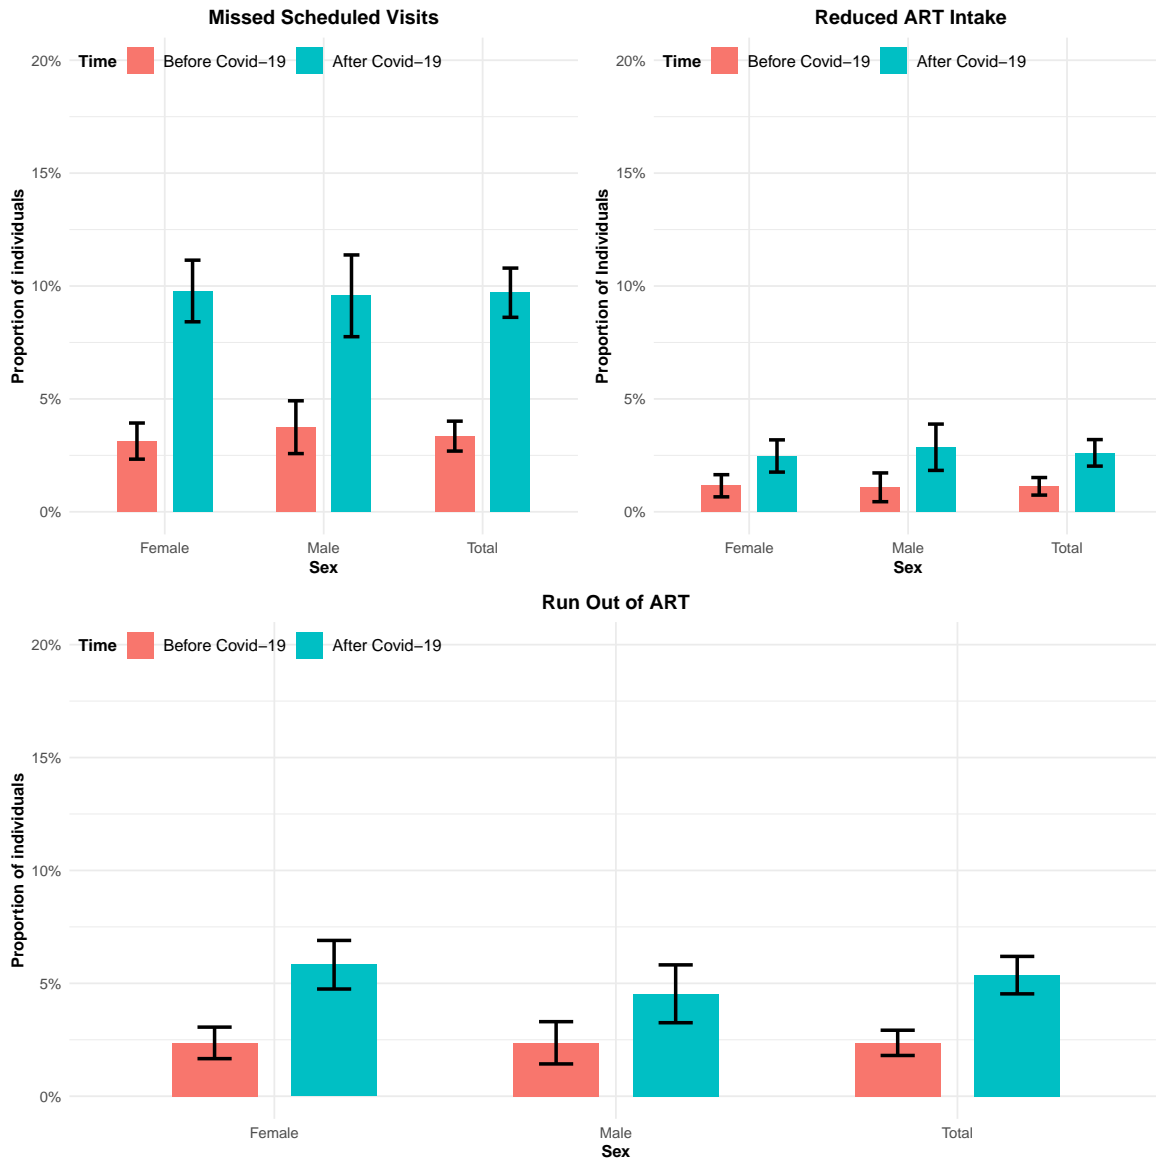 Missed Scheduled Visits
Time Before Covid−19 After Covid−19
20%
15%
10%
5%
0%
Proportion of individuals
Female Male Total
Sex
Reduced ART Intake
Time Before Covid−19 After Covid−19
20%
15%
10%
5%
0%
Proportion of Individuals
Female Male Total
Sex
Run Out of ART
Time Before Covid−19 After Covid−19
20%
15%
10%
5%
0%
Proportion of individuals
Female Male Total
Sex